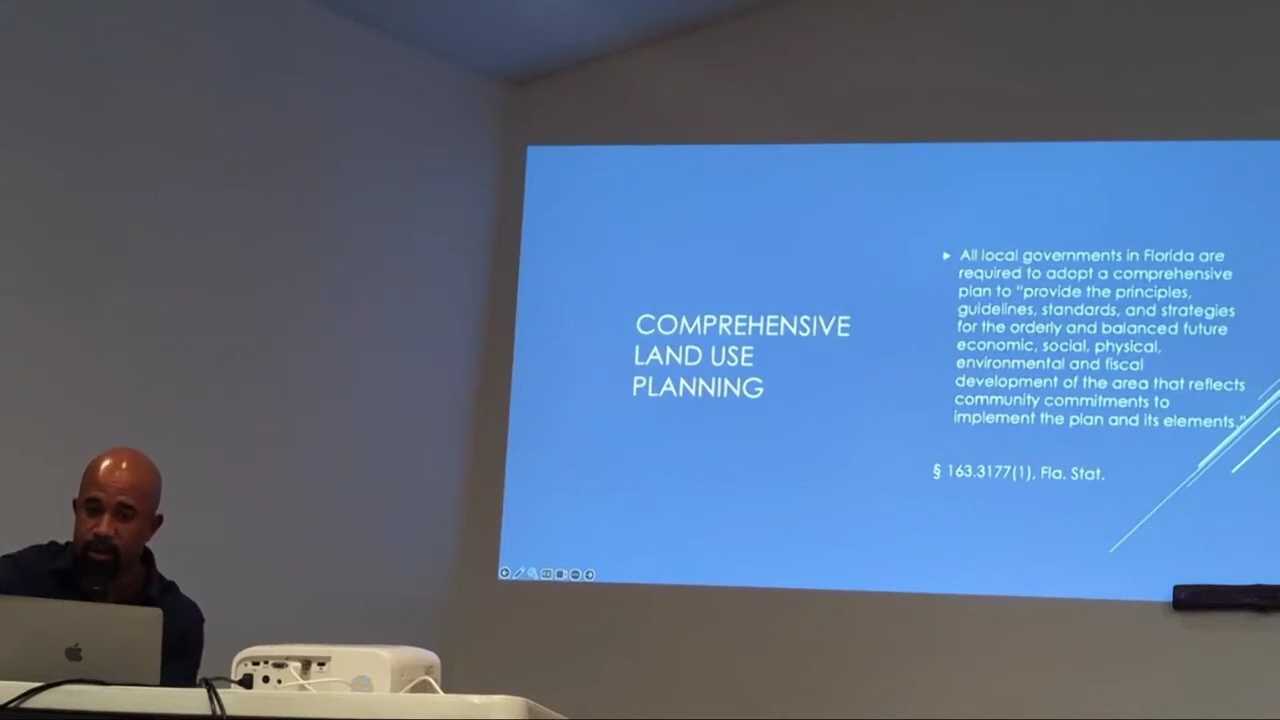 COMPREHENSIVE
LAND USE
PLANNING
All local governments in Florida are
required to adopt a comprehensive
plan to "provide the principles,
guidelines, standards, and strategies
for the orderly and balanced future
economic, social, physical,
environmental and fiscal
development of the area that reflects
community commitments to
implement the plan and its elements."
§ 163.3177(1), Fla. Stat.